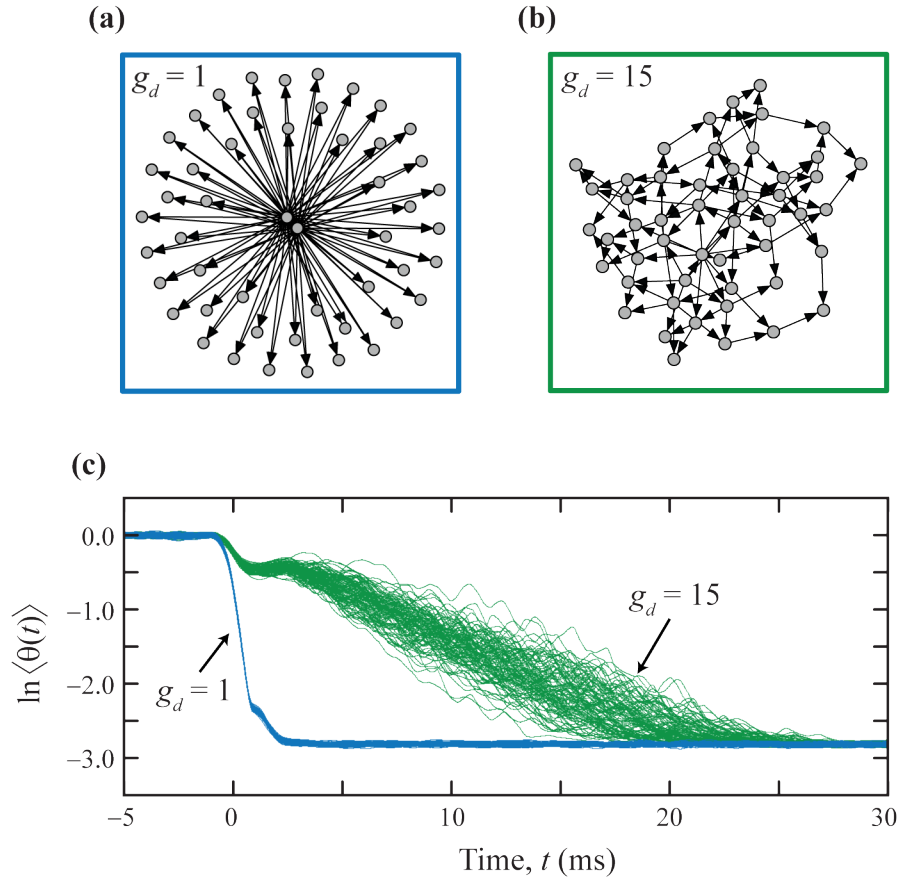 (a)
(b)
g_d = 1
g_d = 15
(c)
0.0
−1.0
−2.0
−3.0
ln⟨θ(t)⟩
g_d = 15
g_d = 1
−5
0
10
20
30
Time, t (ms)